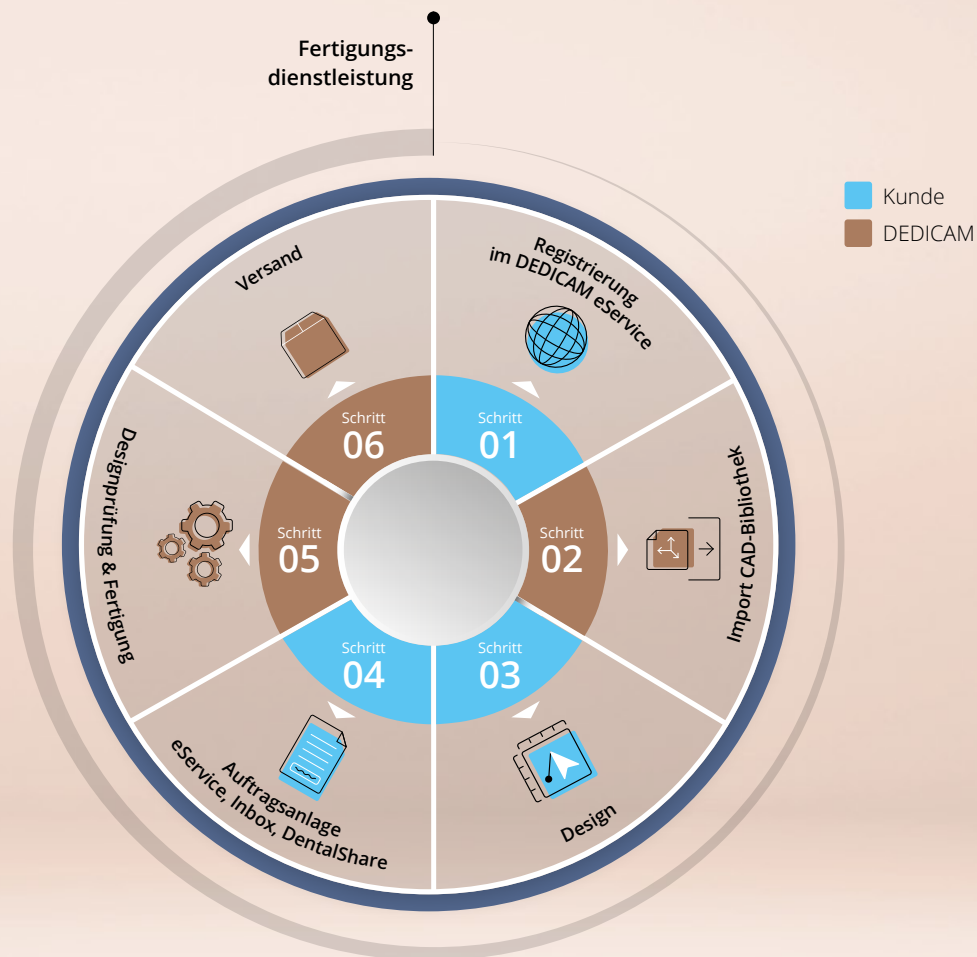 Fertigungs-
dienstleistung
Kunde
DEDICAM
Registrierung
im DEDICAM eService
Schritt
01
Import CAD-Bibliothek
Schritt
02
Design
Schritt
03
Auftragsanlage
eService, Inbox, DentalShare
Schritt
04
Designprüfung & Fertigung
Schritt
05
Versand
Schritt
06